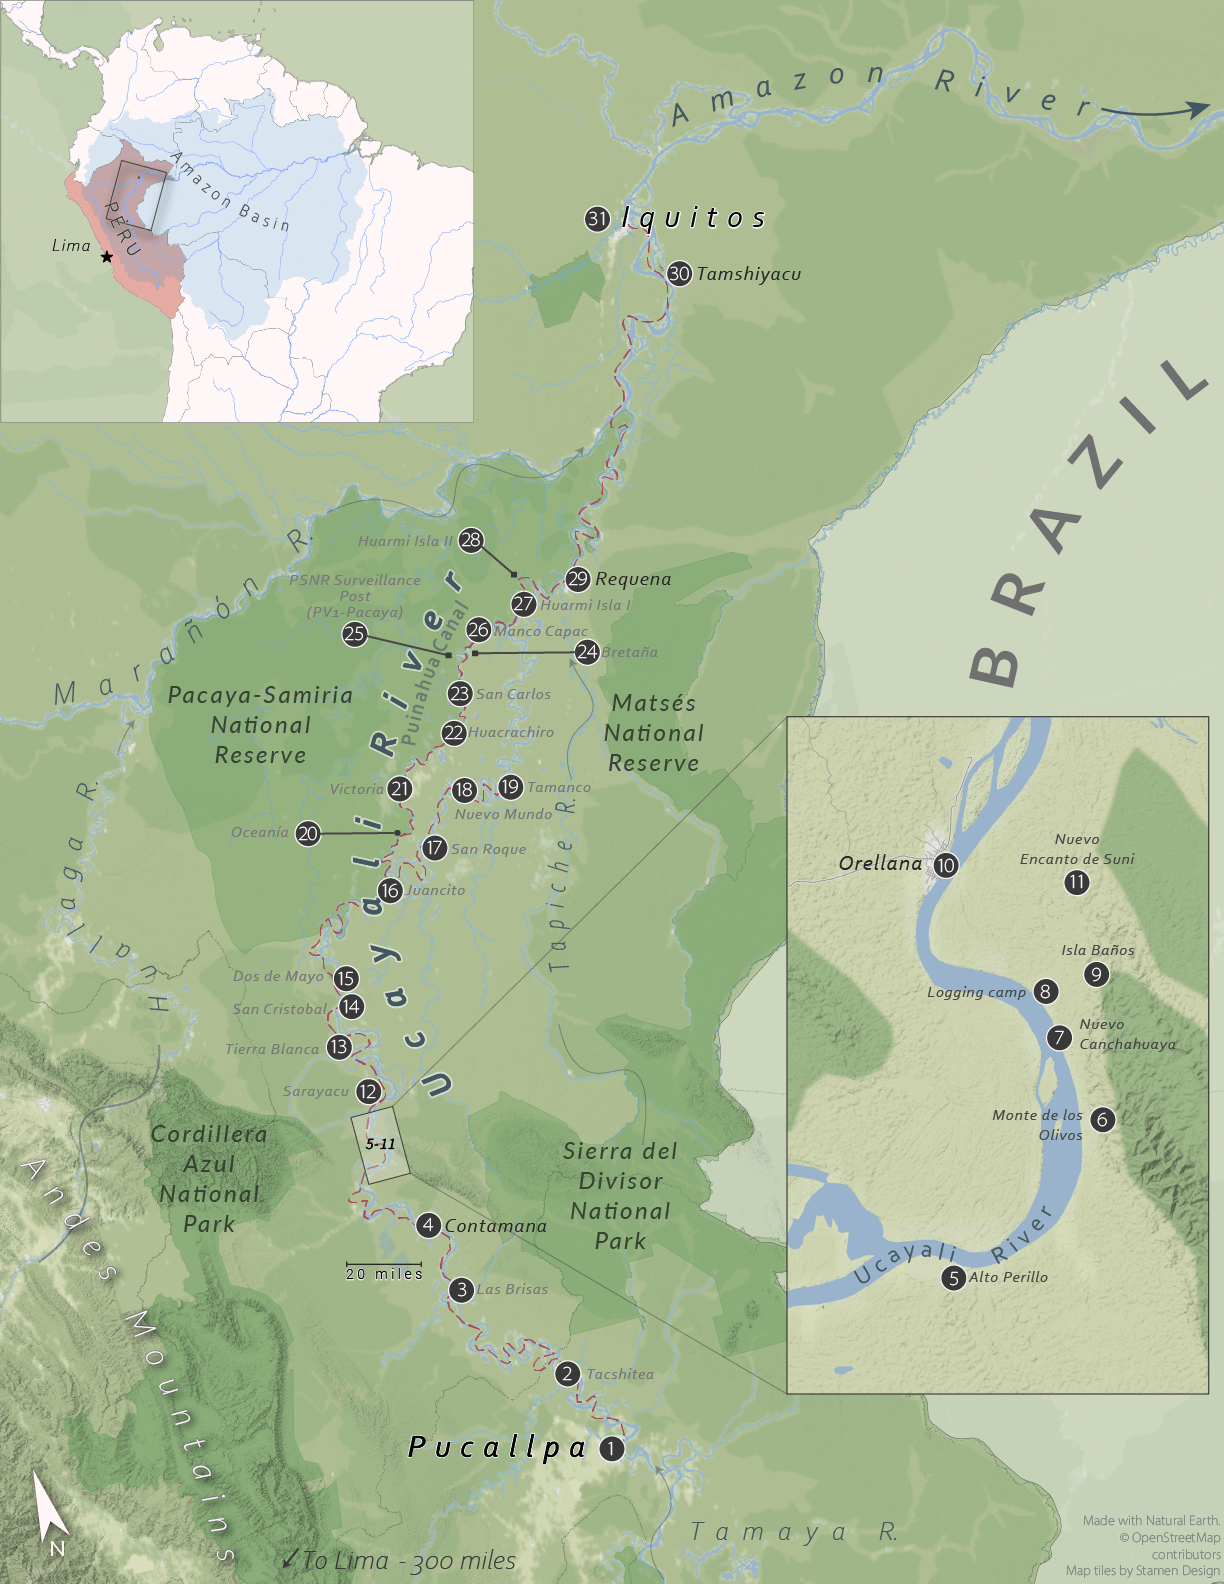 Amazon River
Amazon Basin
PERU
Lima
31 Iquitos
30 Tamshiyacu
BRAZIL
Marañón R.
Huarmi Isla II 28
29 Requena
PSNR Surveillance
Post
(PV1-Pacaya)
25
27 Huarmi Isla I
26 Manco Capac
24 Bretaña
Puinahua Canal
Ucayali River
Pacaya-Samiria
National
Reserve
23 San Carlos
22 Huacrachiro
Matsés
National
Reserve
Victoria 21
18
Nuevo Mundo
19 Tamanco
Oceanía 20
17 San Roque
16 Juancito
Tapiche R.
Huallaga R.
Dos de Mayo 15
San Cristobal 14
Tierra Blanca 13
Sarayacu 12
5-11
Orellana 10
Nuevo
Encanto de Suni
11
Isla Baños
9
Logging camp 8
7 Nuevo
Canchahuaya
Monte de los
Olivos
6
Ucayali River
5 Alto Perillo
Cordillera
Azul
National
Park
Sierra del
Divisor
National
Park
4 Contamana
20 miles
3 Las Brisas
Andes Mountains
2 Tacshitea
Pucallpa 1
Tamaya R.
N
To Lima - 300 miles
Made with Natural Earth.
© OpenStreetMap
contributors
Map tiles by Stamen Design